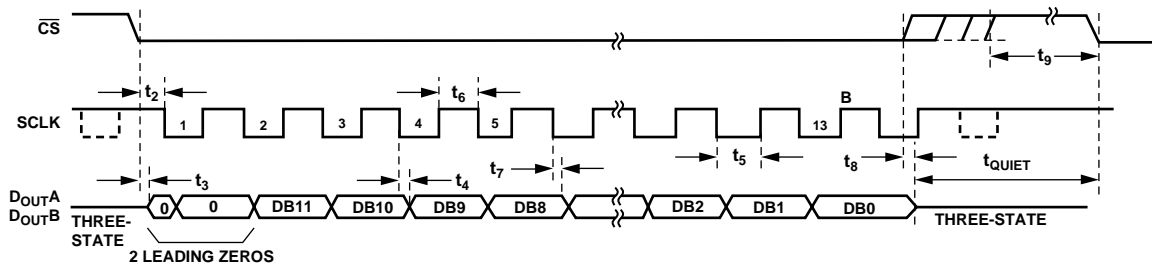 CS
t9
t2
t6
B
SCLK
1
2
3
4
5
13
t5
t8
tQUIET
t3
t4
t7
DOUTA
DOUTB
0
0
DB11
DB10
DB9
DB8
DB2
DB1
DB0
THREE-
STATE
THREE-STATE
2 LEADING ZEROS